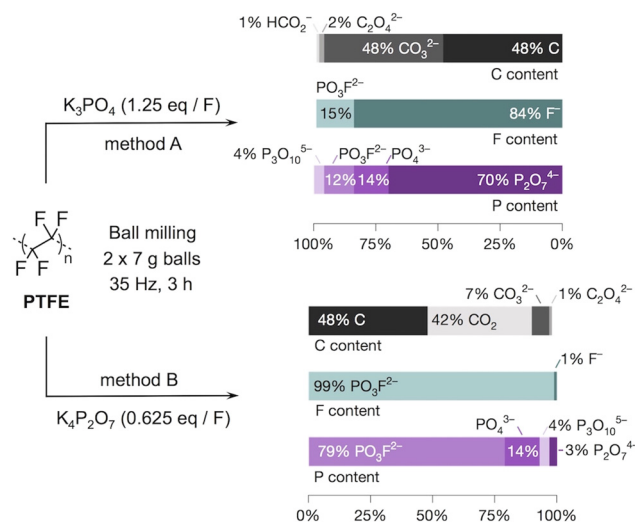 1% HCO₂⁻ 2% C₂O₄²⁻
48% CO₃²⁻ 48% C
C content
PO₃F²⁻
15% 84% F⁻
F content
K₃PO₄ (1.25 eq / F)
method A
4% P₃O₁₀⁵⁻ PO₃F²⁻ PO₄³⁻
12% 14% 70% P₂O₇⁴⁻
P content
100% 75% 50% 25% 0%
F F
F F n
PTFE
Ball milling
2 x 7 g balls
35 Hz, 3 h
7% CO₃²⁻ 1% C₂O₄²⁻
48% C 42% CO₂
C content
1% F⁻
99% PO₃F²⁻
F content
method B
K₄P₂O₇ (0.625 eq / F)
PO₄³⁻ 4% P₃O₁₀⁵⁻
79% PO₃F²⁻ 14% 3% P₂O₇⁴⁻
P content
0% 25% 50% 75% 100%